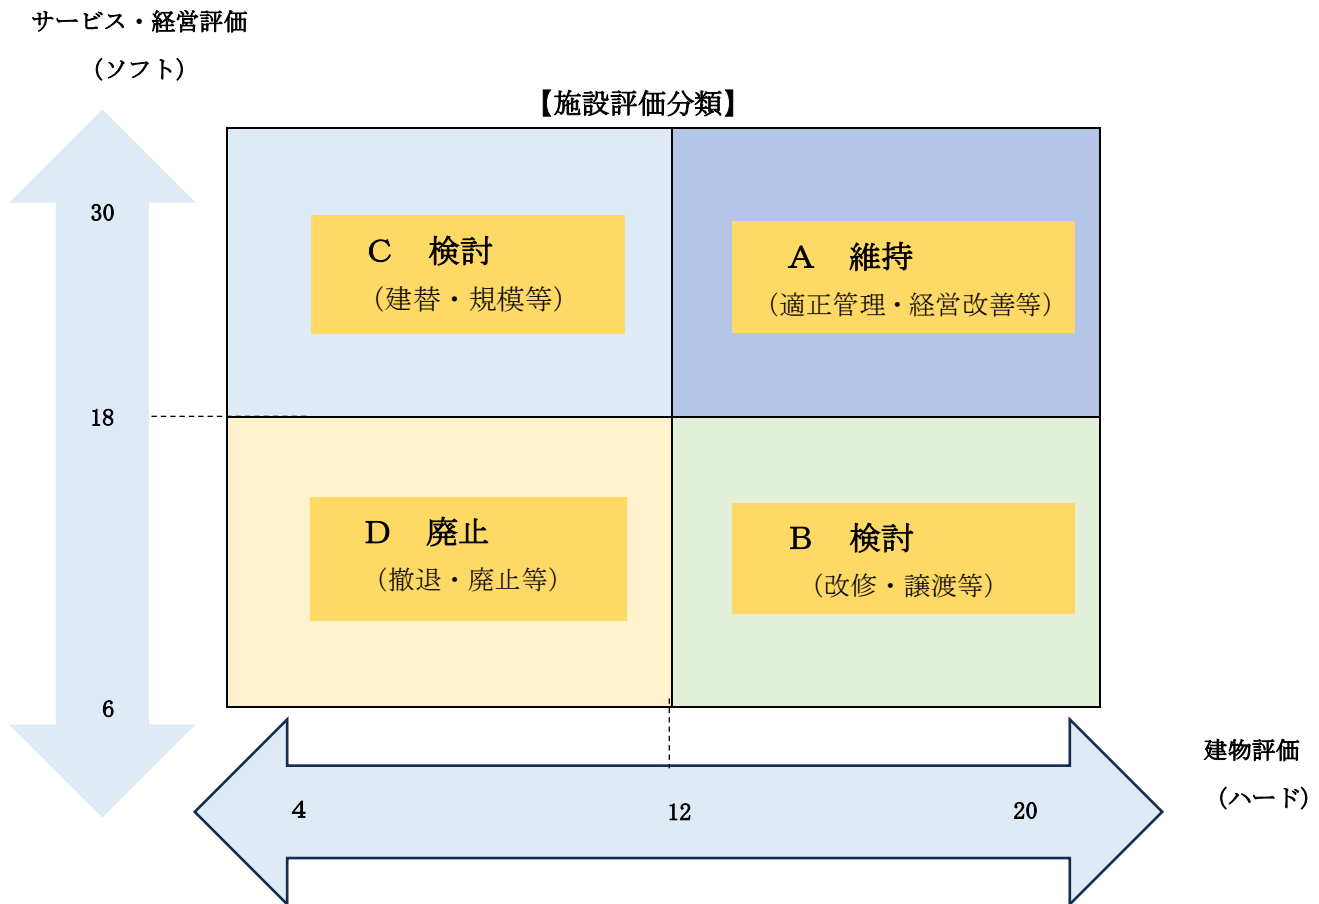 サービス・経営評価
（ソフト）
【施設評価分類】
30
C　検討
（建替・規模等）
A　維持
（適正管理・経営改善等）
18
D　廃止
（撤退・廃止等）
B　検討
（改修・譲渡等）
6
建物評価
（ハード）
4
12
20